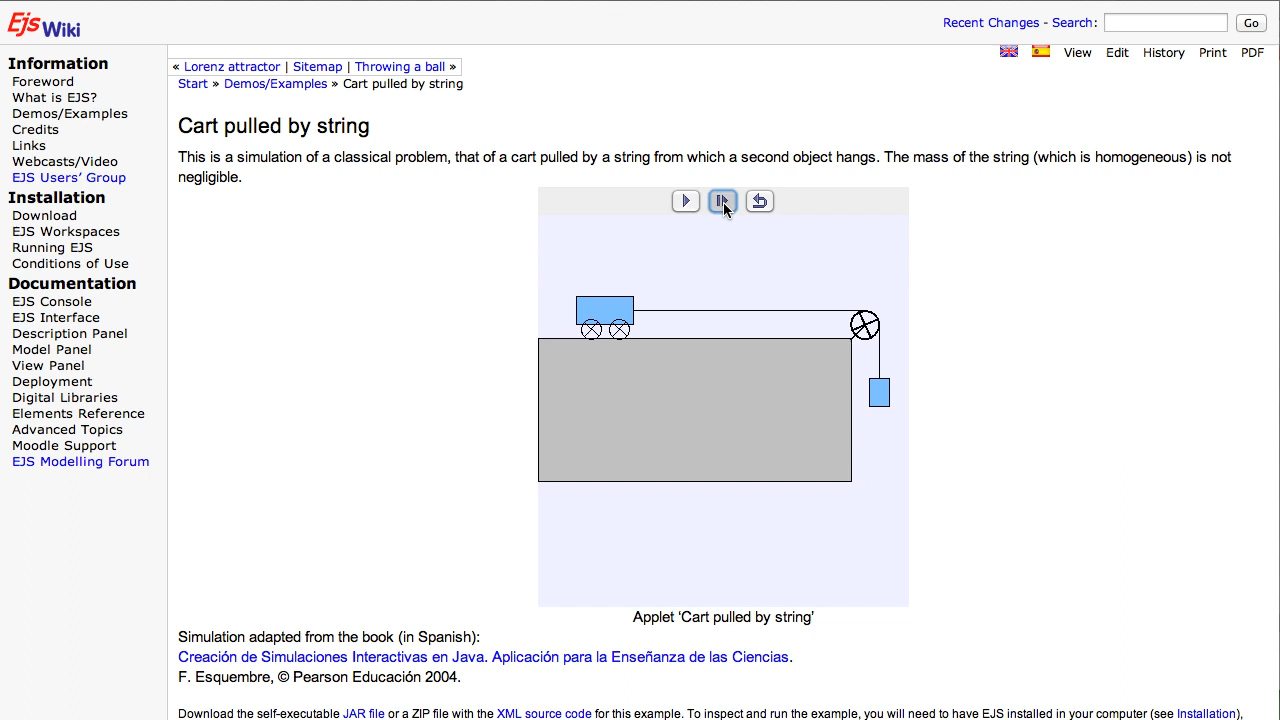 Ejs Wiki
Recent Changes - Search:
Go
View Edit History Print PDF
« Lorenz attractor | Sitemap | Throwing a ball »
Start » Demos/Examples » Cart pulled by string
Information
Foreword
What is EJS?
Demos/Examples
Credits
Links
Webcasts/Video
EJS Users’ Group
Installation
Download
EJS Workspaces
Running EJS
Conditions of Use
Documentation
EJS Console
EJS Interface
Description Panel
Model Panel
View Panel
Deployment
Digital Libraries
Elements Reference
Advanced Topics
Moodle Support
EJS Modelling Forum
Cart pulled by string
This is a simulation of a classical problem, that of a cart pulled by a string from which a second object hangs. The mass of the string (which is homogeneous) is not
negligible.
Applet ‘Cart pulled by string’
Simulation adapted from the book (in Spanish):
Creación de Simulaciones Interactivas en Java. Aplicación para la Enseñanza de las Ciencias.
F. Esquembre, © Pearson Educación 2004.
Download the self-executable JAR file or a ZIP file with the XML source code for this example. To inspect and run the example, you will need to have EJS installed in your computer (see Installation),